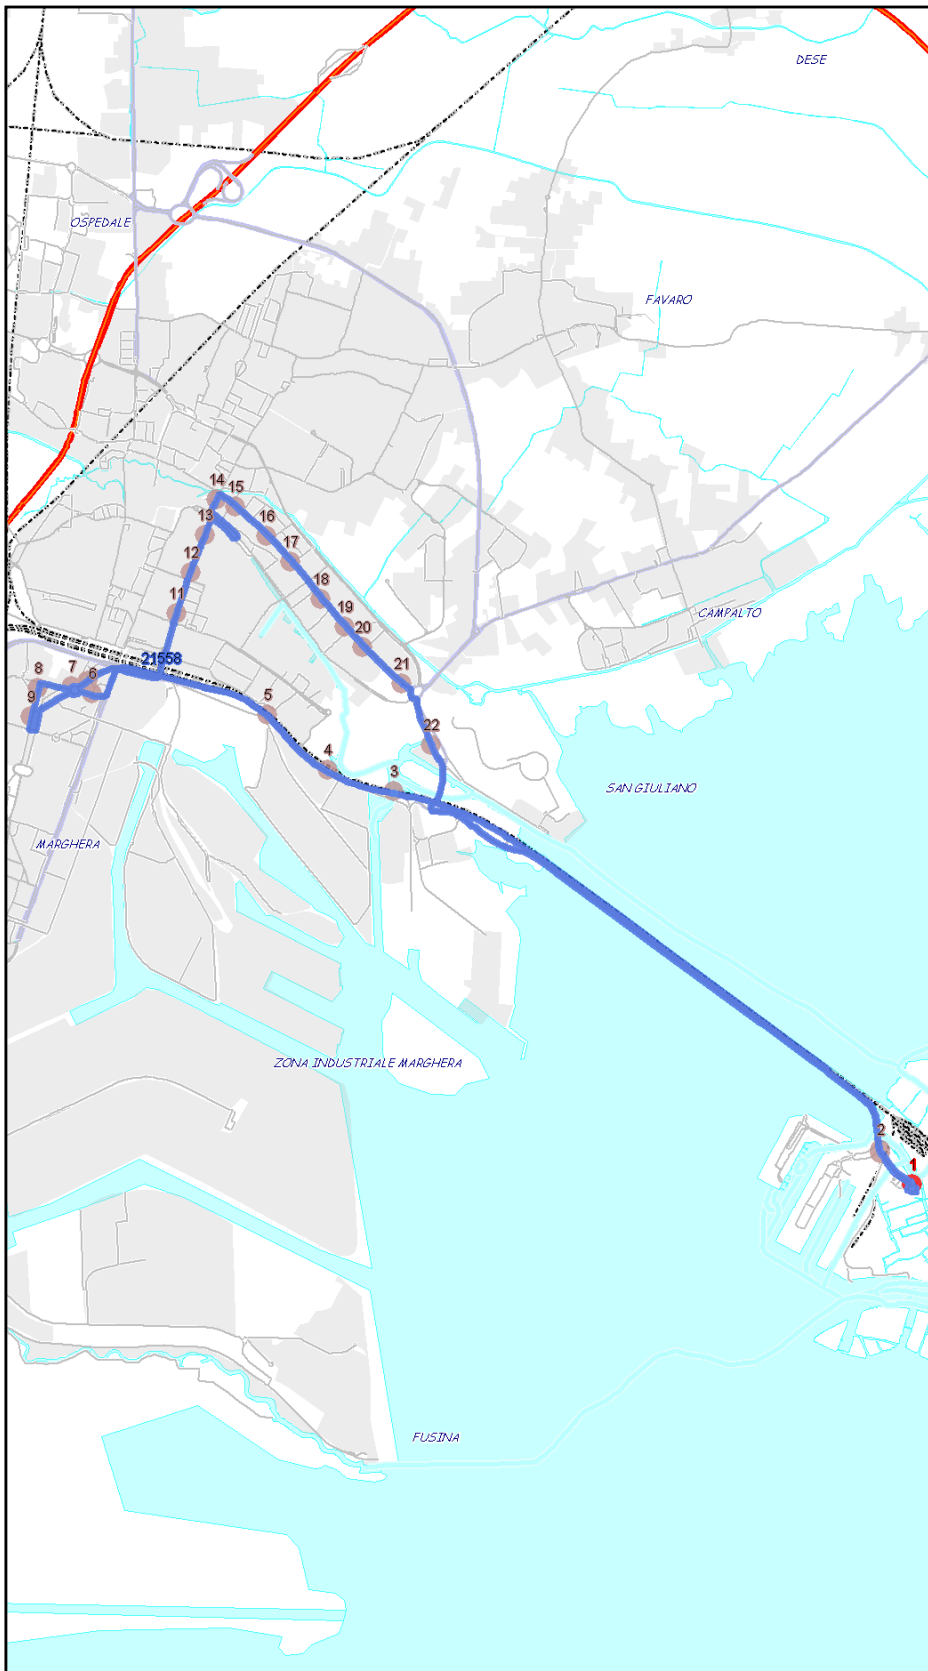 DESE
OSPEDALE
FAVARO
14
15
13
16
17
12
18
11
19
CAMPALTO
20
21558
21
8
7
6
9
5
22
4
3
SAN GIULIANO
MARGHERA
ZONA INDUSTRIALE MARGHERA
2
1
FUSINA